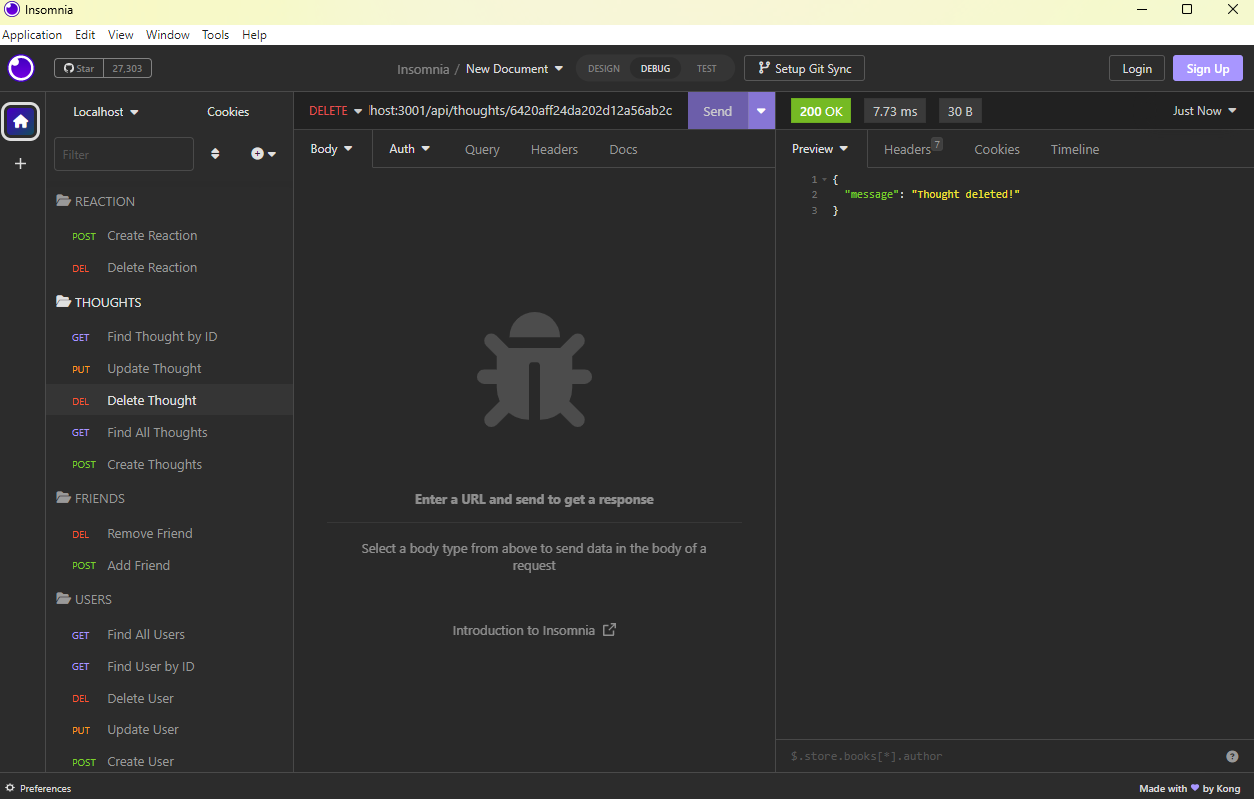 Insomnia
Application Edit View Window Tools Help
Star 27,303
Insomnia / New Document
DESIGN DEBUG TEST
Setup Git Sync
Login
Sign Up
Localhost
Cookies
Filter
REACTION
POST Create Reaction
DEL Delete Reaction
THOUGHTS
GET Find Thought by ID
PUT Update Thought
DEL Delete Thought
GET Find All Thoughts
POST Create Thoughts
FRIENDS
DEL Remove Friend
POST Add Friend
USERS
GET Find All Users
GET Find User by ID
DEL Delete User
PUT Update User
POST Create User
DELETE lhost:3001/api/thoughts/6420aff24da202d12a56ab2c Send
Body Auth Query Headers Docs
Enter a URL and send to get a response
Select a body type from above to send data in the body of a
request
Introduction to Insomnia
200 OK 7.73 ms 30 B Just Now
Preview Headers 7 Cookies Timeline
1 {
2 "message": "Thought deleted!"
3 }
$.store.books[*].author ?
Preferences
Made with ♥ by Kong